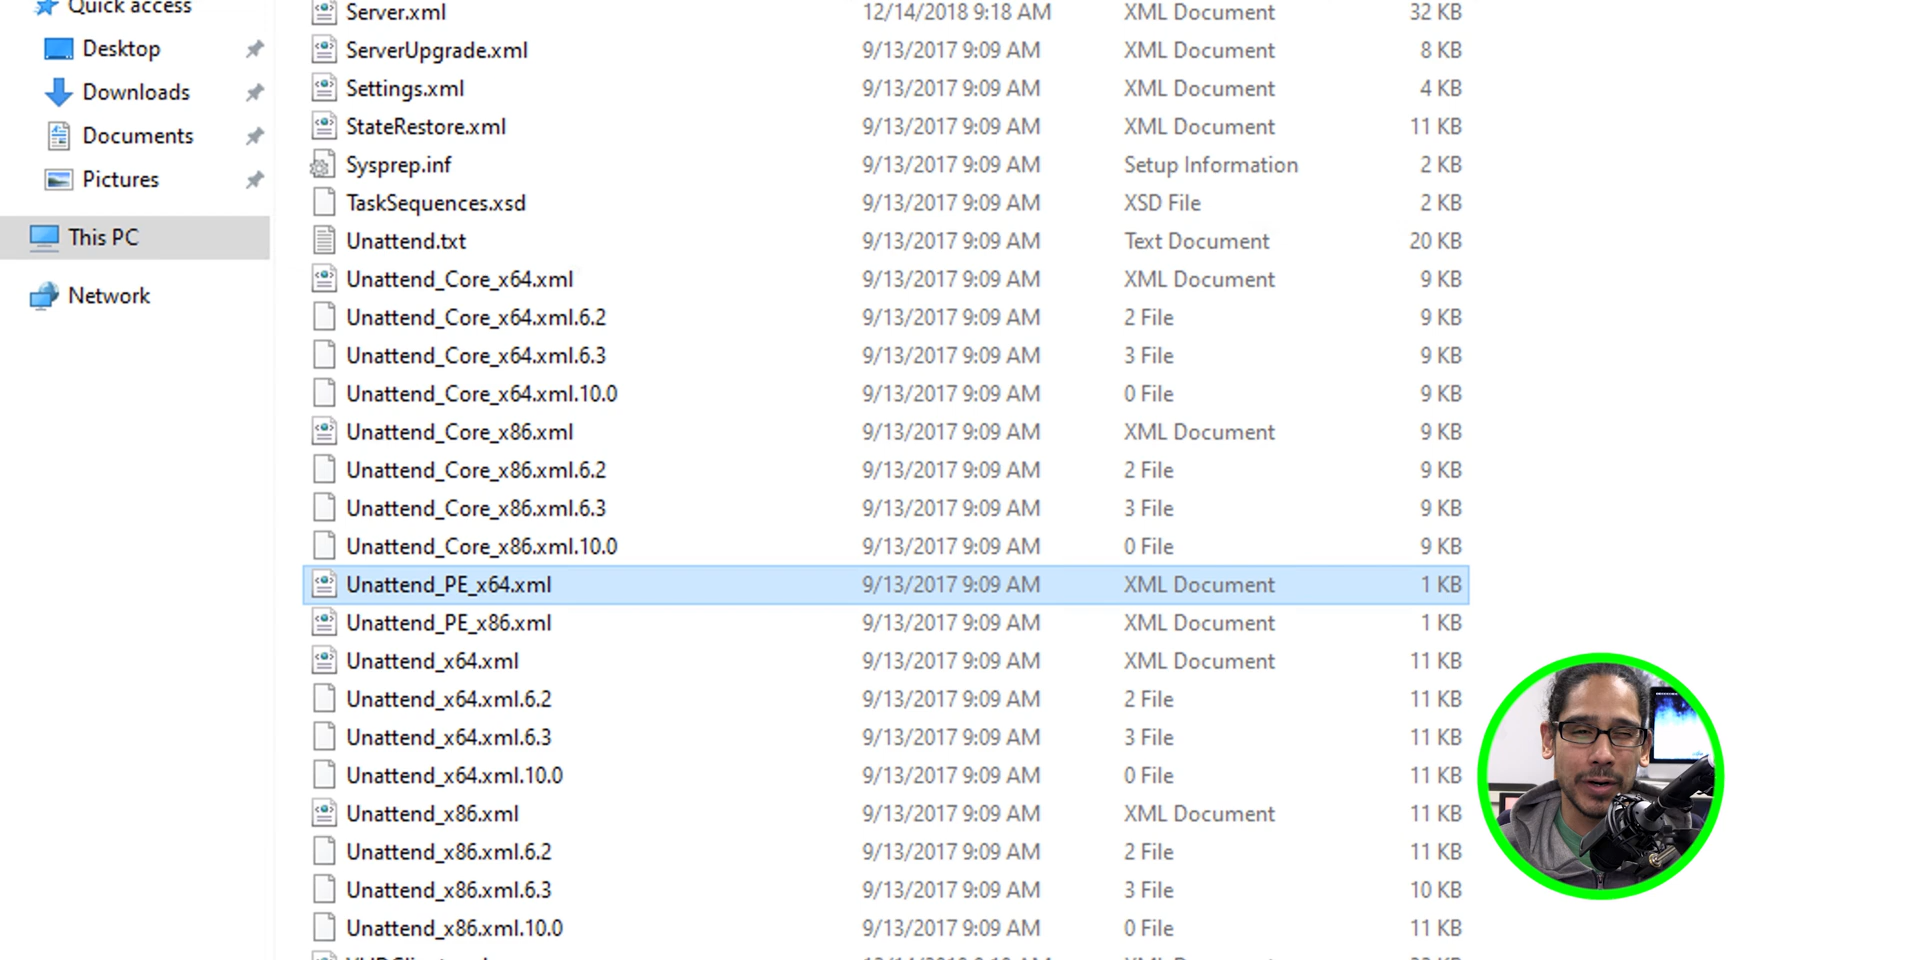 Quick access
Desktop
Downloads
Documents
Pictures
This PC
Network
Server.xml 12/14/2018 9:18 AM XML Document 32 KB
ServerUpgrade.xml 9/13/2017 9:09 AM XML Document 8 KB
Settings.xml 9/13/2017 9:09 AM XML Document 4 KB
StateRestore.xml 9/13/2017 9:09 AM XML Document 11 KB
Sysprep.inf 9/13/2017 9:09 AM Setup Information 2 KB
TaskSequences.xsd 9/13/2017 9:09 AM XSD File 2 KB
Unattend.txt 9/13/2017 9:09 AM Text Document 20 KB
Unattend_Core_x64.xml 9/13/2017 9:09 AM XML Document 9 KB
Unattend_Core_x64.xml.6.2 9/13/2017 9:09 AM 2 File 9 KB
Unattend_Core_x64.xml.6.3 9/13/2017 9:09 AM 3 File 9 KB
Unattend_Core_x64.xml.10.0 9/13/2017 9:09 AM 0 File 9 KB
Unattend_Core_x86.xml 9/13/2017 9:09 AM XML Document 9 KB
Unattend_Core_x86.xml.6.2 9/13/2017 9:09 AM 2 File 9 KB
Unattend_Core_x86.xml.6.3 9/13/2017 9:09 AM 3 File 9 KB
Unattend_Core_x86.xml.10.0 9/13/2017 9:09 AM 0 File 9 KB
Unattend_PE_x64.xml 9/13/2017 9:09 AM XML Document 1 KB
Unattend_PE_x86.xml 9/13/2017 9:09 AM XML Document 1 KB
Unattend_x64.xml 9/13/2017 9:09 AM XML Document 11 KB
Unattend_x64.xml.6.2 9/13/2017 9:09 AM 2 File 11 KB
Unattend_x64.xml.6.3 9/13/2017 9:09 AM 3 File 11 KB
Unattend_x64.xml.10.0 9/13/2017 9:09 AM 0 File 11 KB
Unattend_x86.xml 9/13/2017 9:09 AM XML Document 11 KB
Unattend_x86.xml.6.2 9/13/2017 9:09 AM 2 File 11 KB
Unattend_x86.xml.6.3 9/13/2017 9:09 AM 3 File 10 KB
Unattend_x86.xml.10.0 9/13/2017 9:09 AM 0 File 11 KB